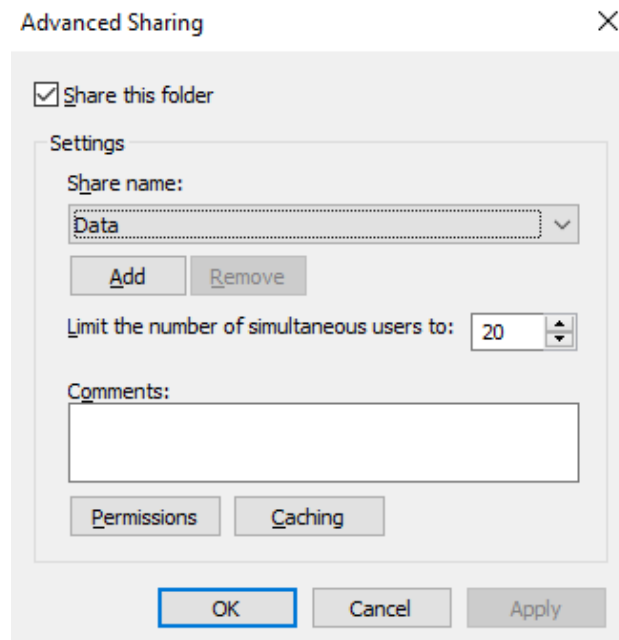 Advanced Sharing
Share this folder
Settings
Share name:
Data
Add Remove
Limit the number of simultaneous users to: 20
Comments:
Permissions Caching
OK Cancel Apply